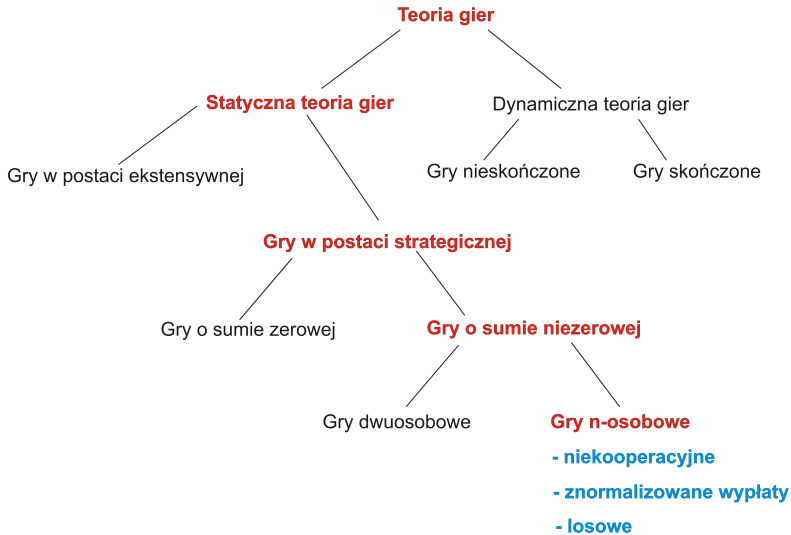 Teoria gier
Statyczna teoria gier
Dynamiczna teoria gier
Gry w postaci ekstensywnej
Gry nieskończone
Gry skończone
Gry w postaci strategicznej
Gry o sumie zerowej
Gry o sumie niezerowej
Gry dwuosobowe
Gry n-osobowe
- niekooperacyjne
- znormalizowane wypłaty
- losowe